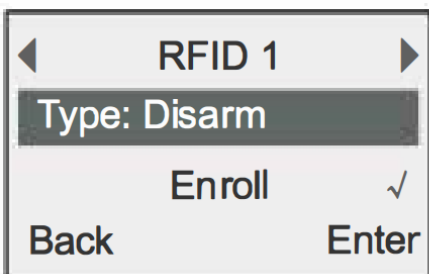 RFID 1
Type: Disarm
Enroll √
Back Enter